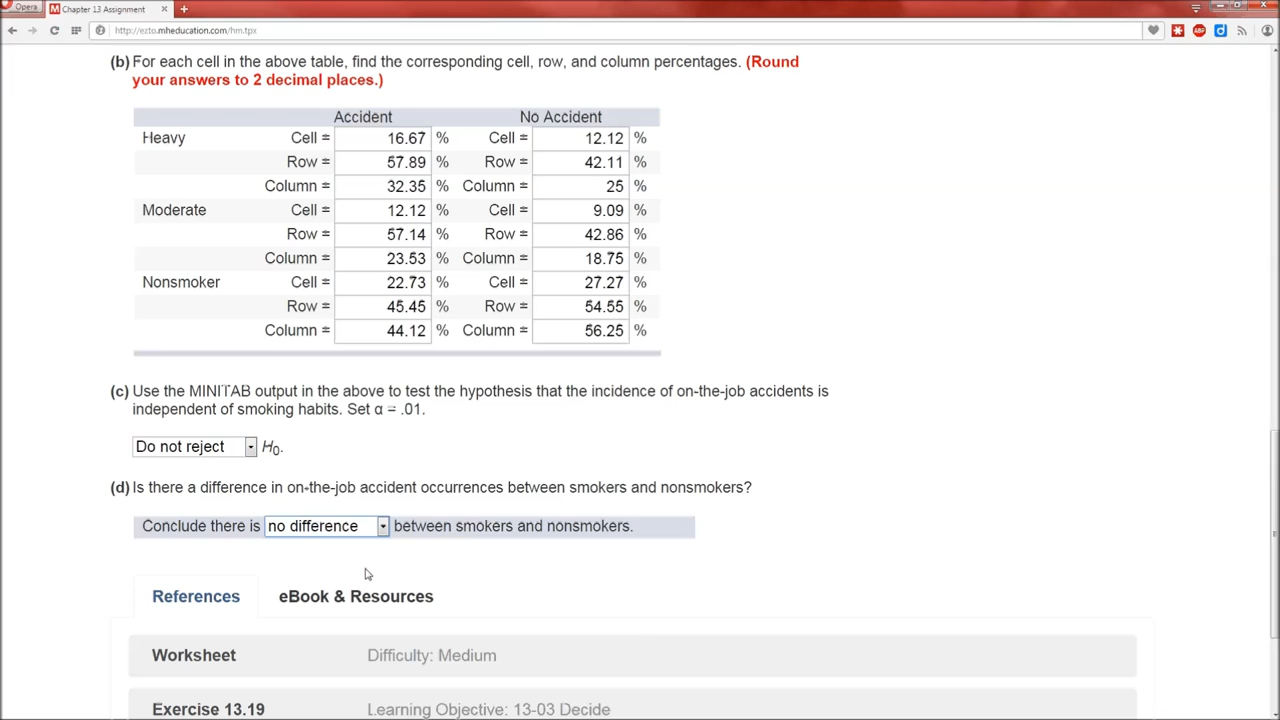 Opera
Chapter 13 Assignment
http://ezto.mheducation.com/hm.tpx
(b) For each cell in the above table, find the corresponding cell, row, and column percentages. (Round
your answers to 2 decimal places.)
Accident No Accident
Heavy Cell = 16.67 % Cell = 12.12 %
Row = 57.89 % Row = 42.11 %
Column = 32.35 % Column = 25 %
Moderate Cell = 12.12 % Cell = 9.09 %
Row = 57.14 % Row = 42.86 %
Column = 23.53 % Column = 18.75 %
Nonsmoker Cell = 22.73 % Cell = 27.27 %
Row = 45.45 % Row = 54.55 %
Column = 44.12 % Column = 56.25 %
(c) Use the MINITAB output in the above to test the hypothesis that the incidence of on-the-job accidents is
independent of smoking habits. Set α = .01.
Do not reject H0.
(d) Is there a difference in on-the-job accident occurrences between smokers and nonsmokers?
Conclude there is no difference between smokers and nonsmokers.
References eBook & Resources
Worksheet Difficulty: Medium
Exercise 13.19 Learning Objective: 13-03 Decide